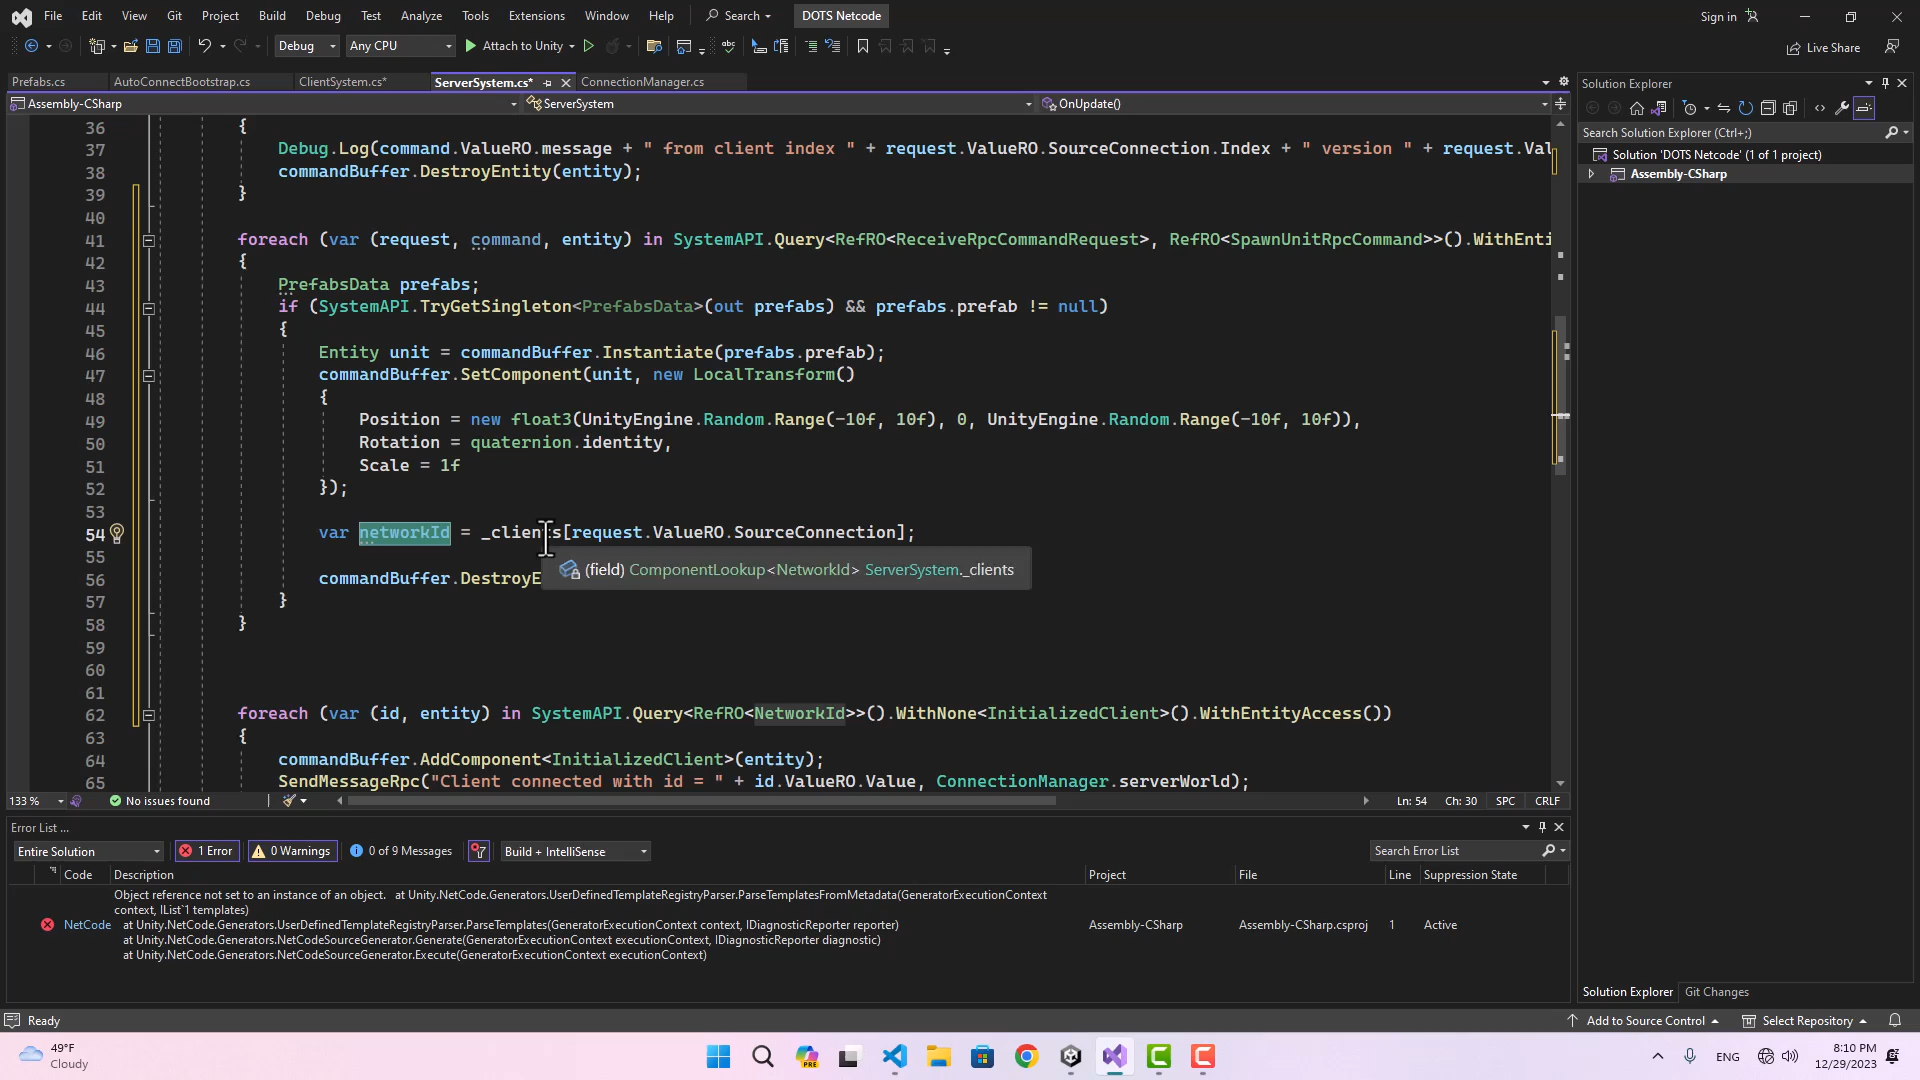 File Edit View Git Project Build Debug Test Analyze Tools Extensions Window Help Search DOTS Netcode Sign in
Debug Any CPU Attach to Unity Live Share
Prefabs.cs AutoConnectBootstrap.cs ClientSystem.cs* ServerSystem.cs* ConnectionManager.cs
Assembly-CSharp ServerSystem OnUpdate()
36 {
37 Debug.Log(command.ValueRO.message + " from client index " + request.ValueRO.SourceConnection.Index + " version " + request.Val
38 commandBuffer.DestroyEntity(entity);
39 }
40
41 foreach (var (request, command, entity) in SystemAPI.Query<RefRO<ReceiveRpcCommandRequest>, RefRO<SpawnUnitRpcCommand>>().WithEnti
42 {
43 PrefabsData prefabs;
44 if (SystemAPI.TryGetSingleton<PrefabsData>(out prefabs) && prefabs.prefab != null)
45 {
46 Entity unit = commandBuffer.Instantiate(prefabs.prefab);
47 commandBuffer.SetComponent(unit, new LocalTransform()
48 {
49 Position = new float3(UnityEngine.Random.Range(-10f, 10f), 0, UnityEngine.Random.Range(-10f, 10f)),
50 Rotation = quaternion.identity,
51 Scale = 1f
52 });
53
54 var networkId = _clients[request.ValueRO.SourceConnection];
55
(field) ComponentLookup<NetworkId> ServerSystem._clients
56 commandBuffer.DestroyE
57 }
58 }
59
60
61
62 foreach (var (id, entity) in SystemAPI.Query<RefRO<NetworkId>>().WithNone<InitializedClient>().WithEntityAccess())
63 {
64 commandBuffer.AddComponent<InitializedClient>(entity);
65 SendMessageRpc("Client connected with id = " + id.ValueRO.Value, ConnectionManager.serverWorld);
133 % No issues found Ln: 54 Ch: 30 SPC CRLF
Error List ...
Entire Solution 1 Error 0 Warnings 0 of 9 Messages Build + IntelliSense Search Error List
Code Description Project File Line Suppression State
Object reference not set to an instance of an object. at Unity.NetCode.Generators.UserDefinedTemplateRegistryParser.ParseTemplatesFromMetadata(GeneratorExecutionContext
context, IList`1 templates)
NetCode at Unity.NetCode.Generators.UserDefinedTemplateRegistryParser.ParseTemplates(GeneratorExecutionContext context, IDiagnosticReporter reporter) Assembly-CSharp Assembly-CSharp.csproj 1 Active
at Unity.NetCode.Generators.NetCodeSourceGenerator.Generate(GeneratorExecutionContext executionContext, IDiagnosticReporter diagnostic)
at Unity.NetCode.Generators.NetCodeSourceGenerator.Execute(GeneratorExecutionContext executionContext)
Solution Explorer
Search Solution Explorer (Ctrl+;)
Solution 'DOTS Netcode' (1 of 1 project)
Assembly-CSharp
Solution Explorer Git Changes
Ready Add to Source Control Select Repository
49°F
Cloudy
PRE
ENG
8:10 PM
12/29/2023